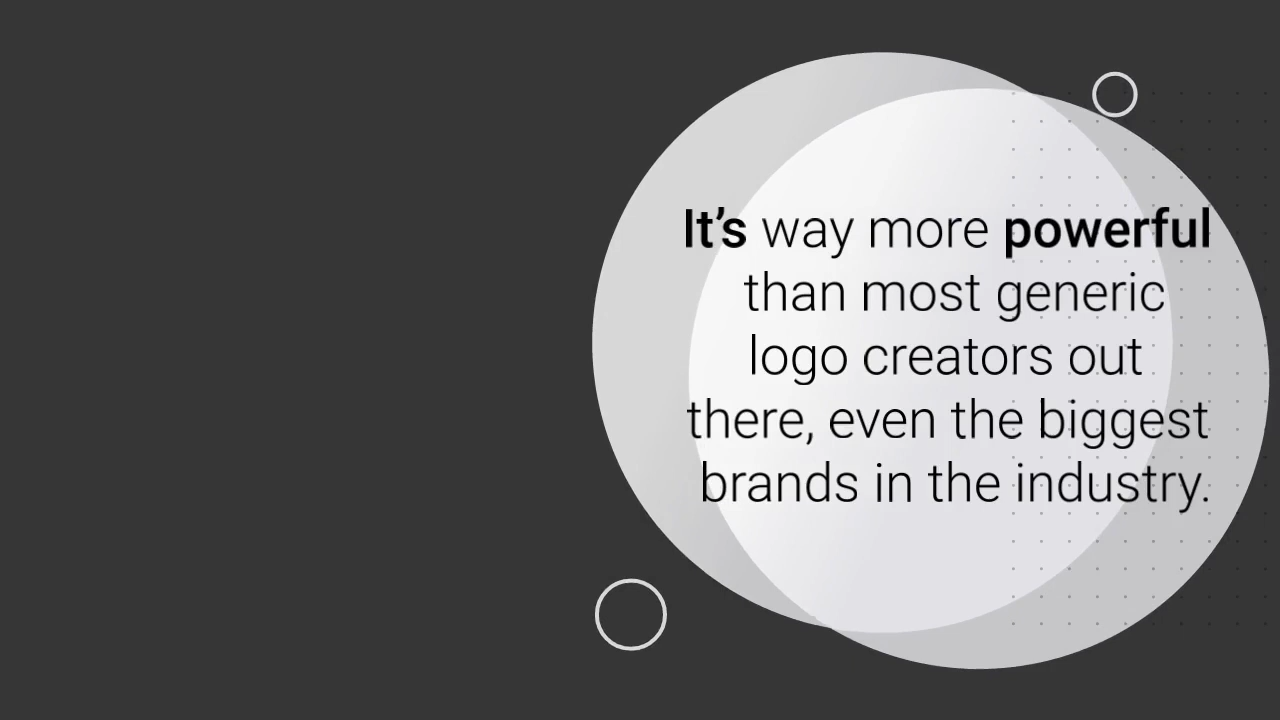 It’s way more powerful
than most generic
logo creators out
there, even the biggest
brands in the industry.